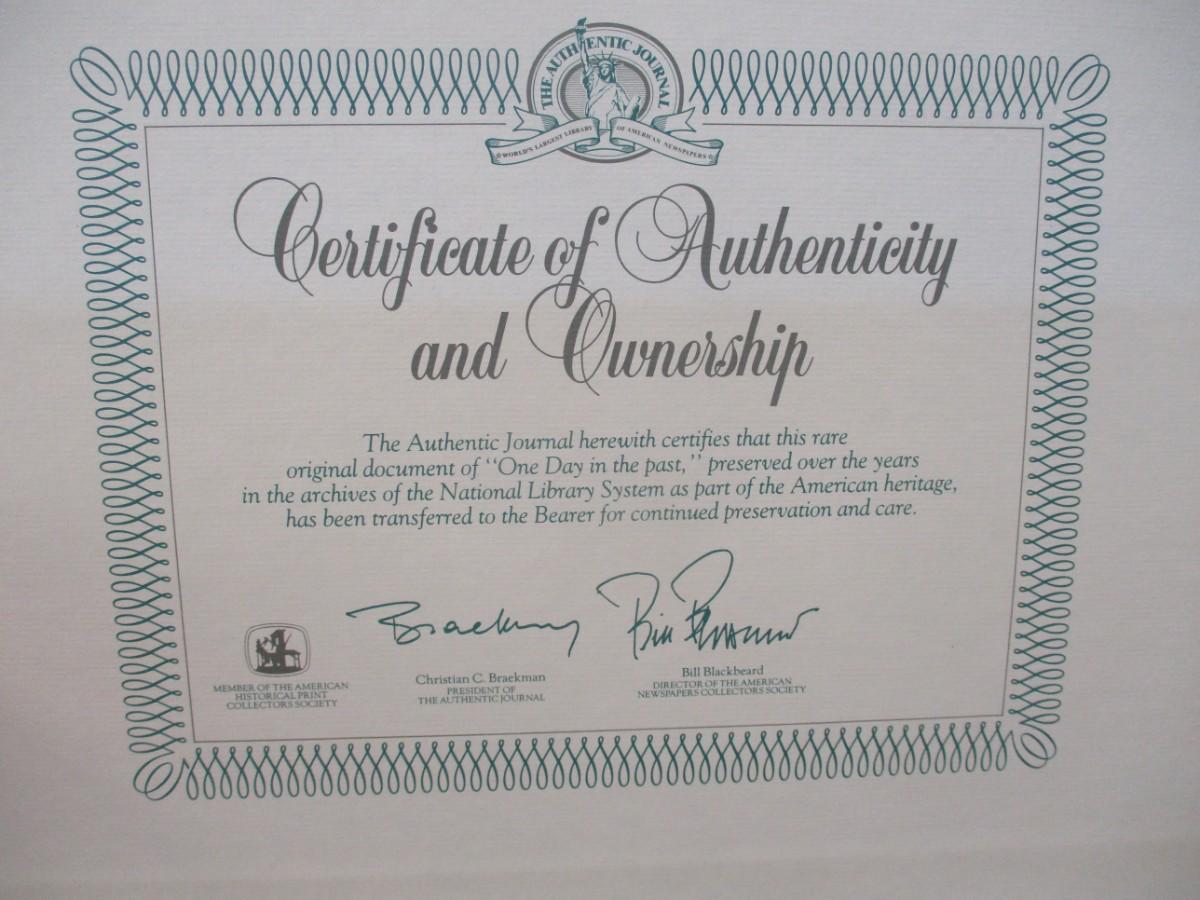 THE AUTHENTIC JOURNAL
WORLD'S LARGEST LIBRARY OF AMERICAN NEWSPAPERS
Certificate of Authenticity
and Ownership
The Authentic Journal herewith certifies that this rare
original document of "One Day in the past," preserved over the years
in the archives of the National Library System as part of the American heritage,
has been transferred to the Bearer for continued preservation and care.
Braekman
Bill Blackbeard
MEMBER OF THE AMERICAN
HISTORICAL PRINT
COLLECTORS SOCIETY
Christian C. Braekman
PRESIDENT OF
THE AUTHENTIC JOURNAL
Bill Blackbeard
DIRECTOR OF THE AMERICAN
NEWSPAPERS COLLECTORS SOCIETY